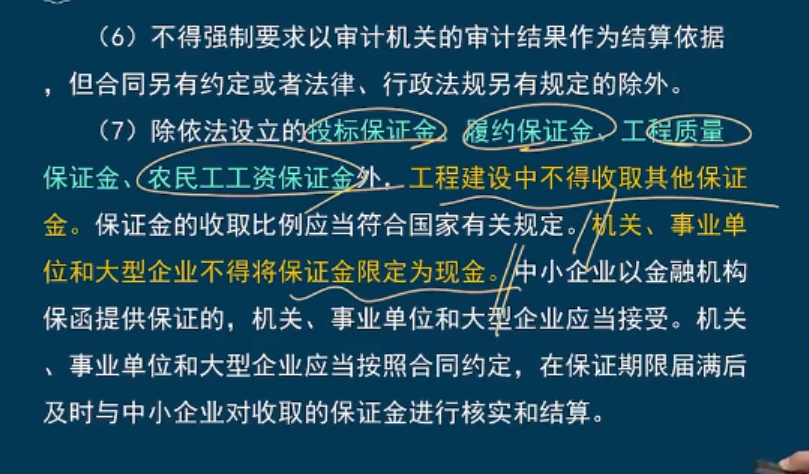 （6）不得强制要求以审计机关的审计结果作为结算依据
，但合同另有约定或者法律、行政法规另有规定的除外。
（7）除依法设立的投标保证金、履约保证金、工程质量
保证金、农民工工资保证金外，工程建设中不得收取其他保证
金。保证金的收取比例应当符合国家有关规定。机关、事业单
位和大型企业不得将保证金限定为现金。中小企业以金融机构
保函提供保证的，机关、事业单位和大型企业应当接受。机关
、事业单位和大型企业应当按照合同约定，在保证期限届满后
及时与中小企业对收取的保证金进行核实和结算。